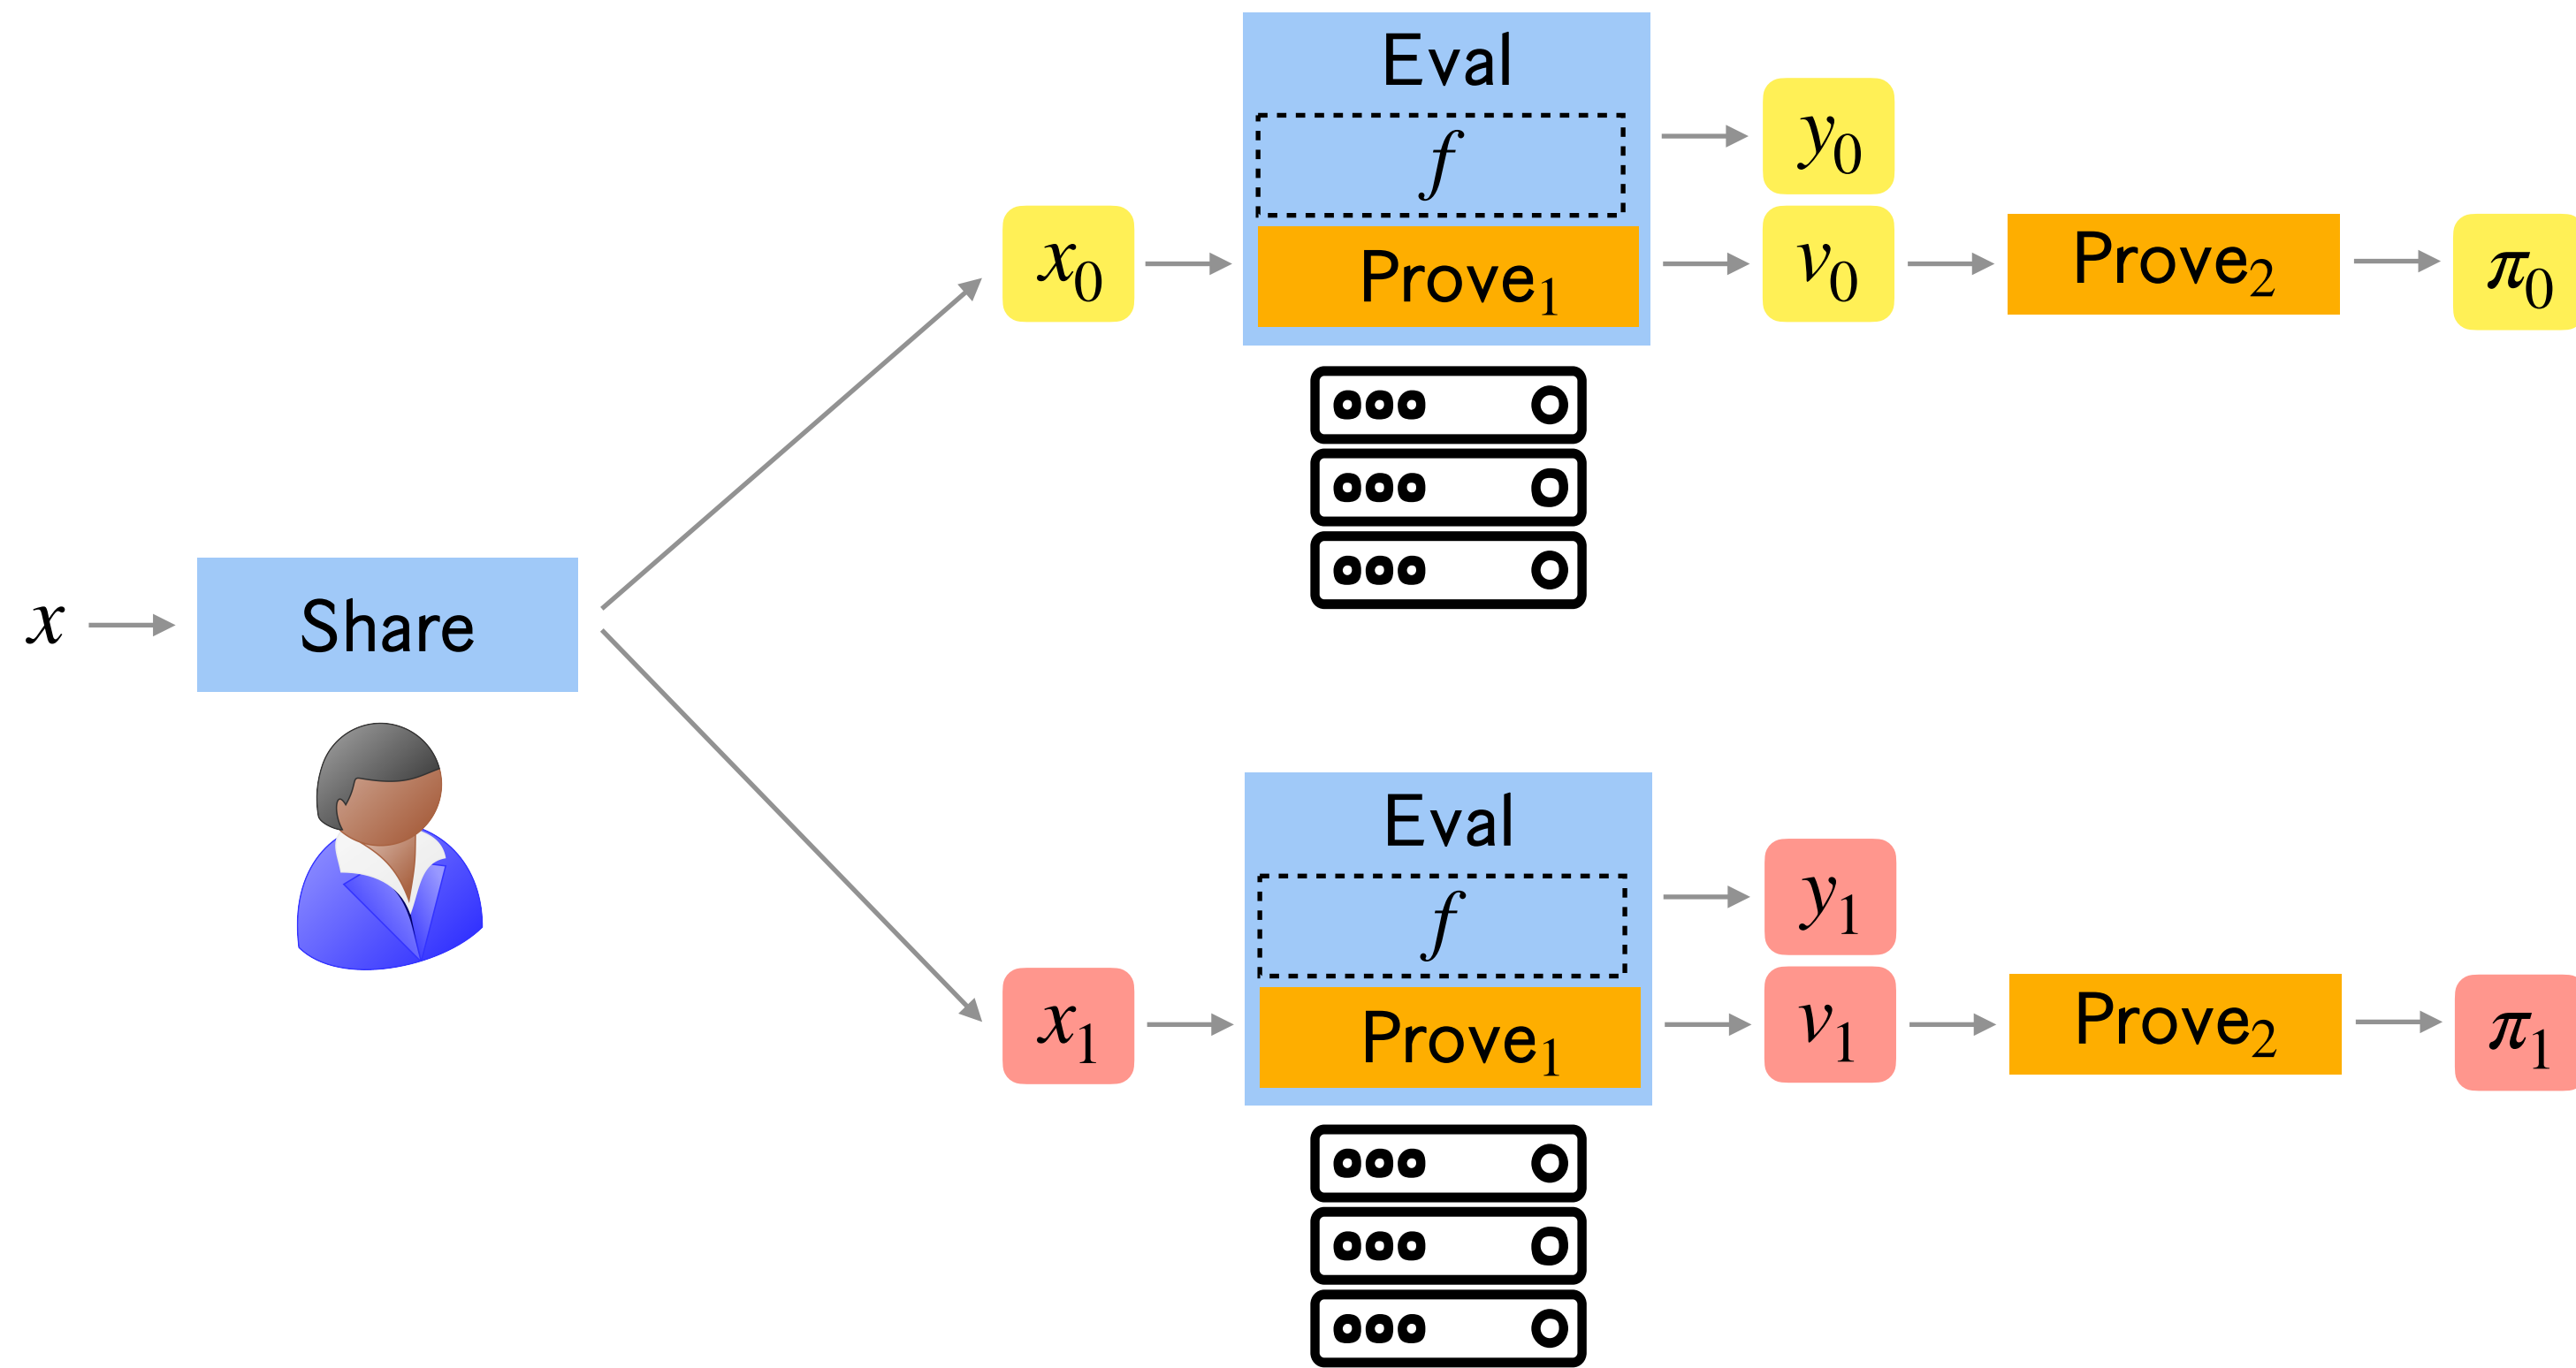 Eval
f
y₀
x₀
Prove₁
v₀
Prove₂
π₀
x
Share
Eval
f
y₁
x₁
Prove₁
v₁
Prove₂
π₁